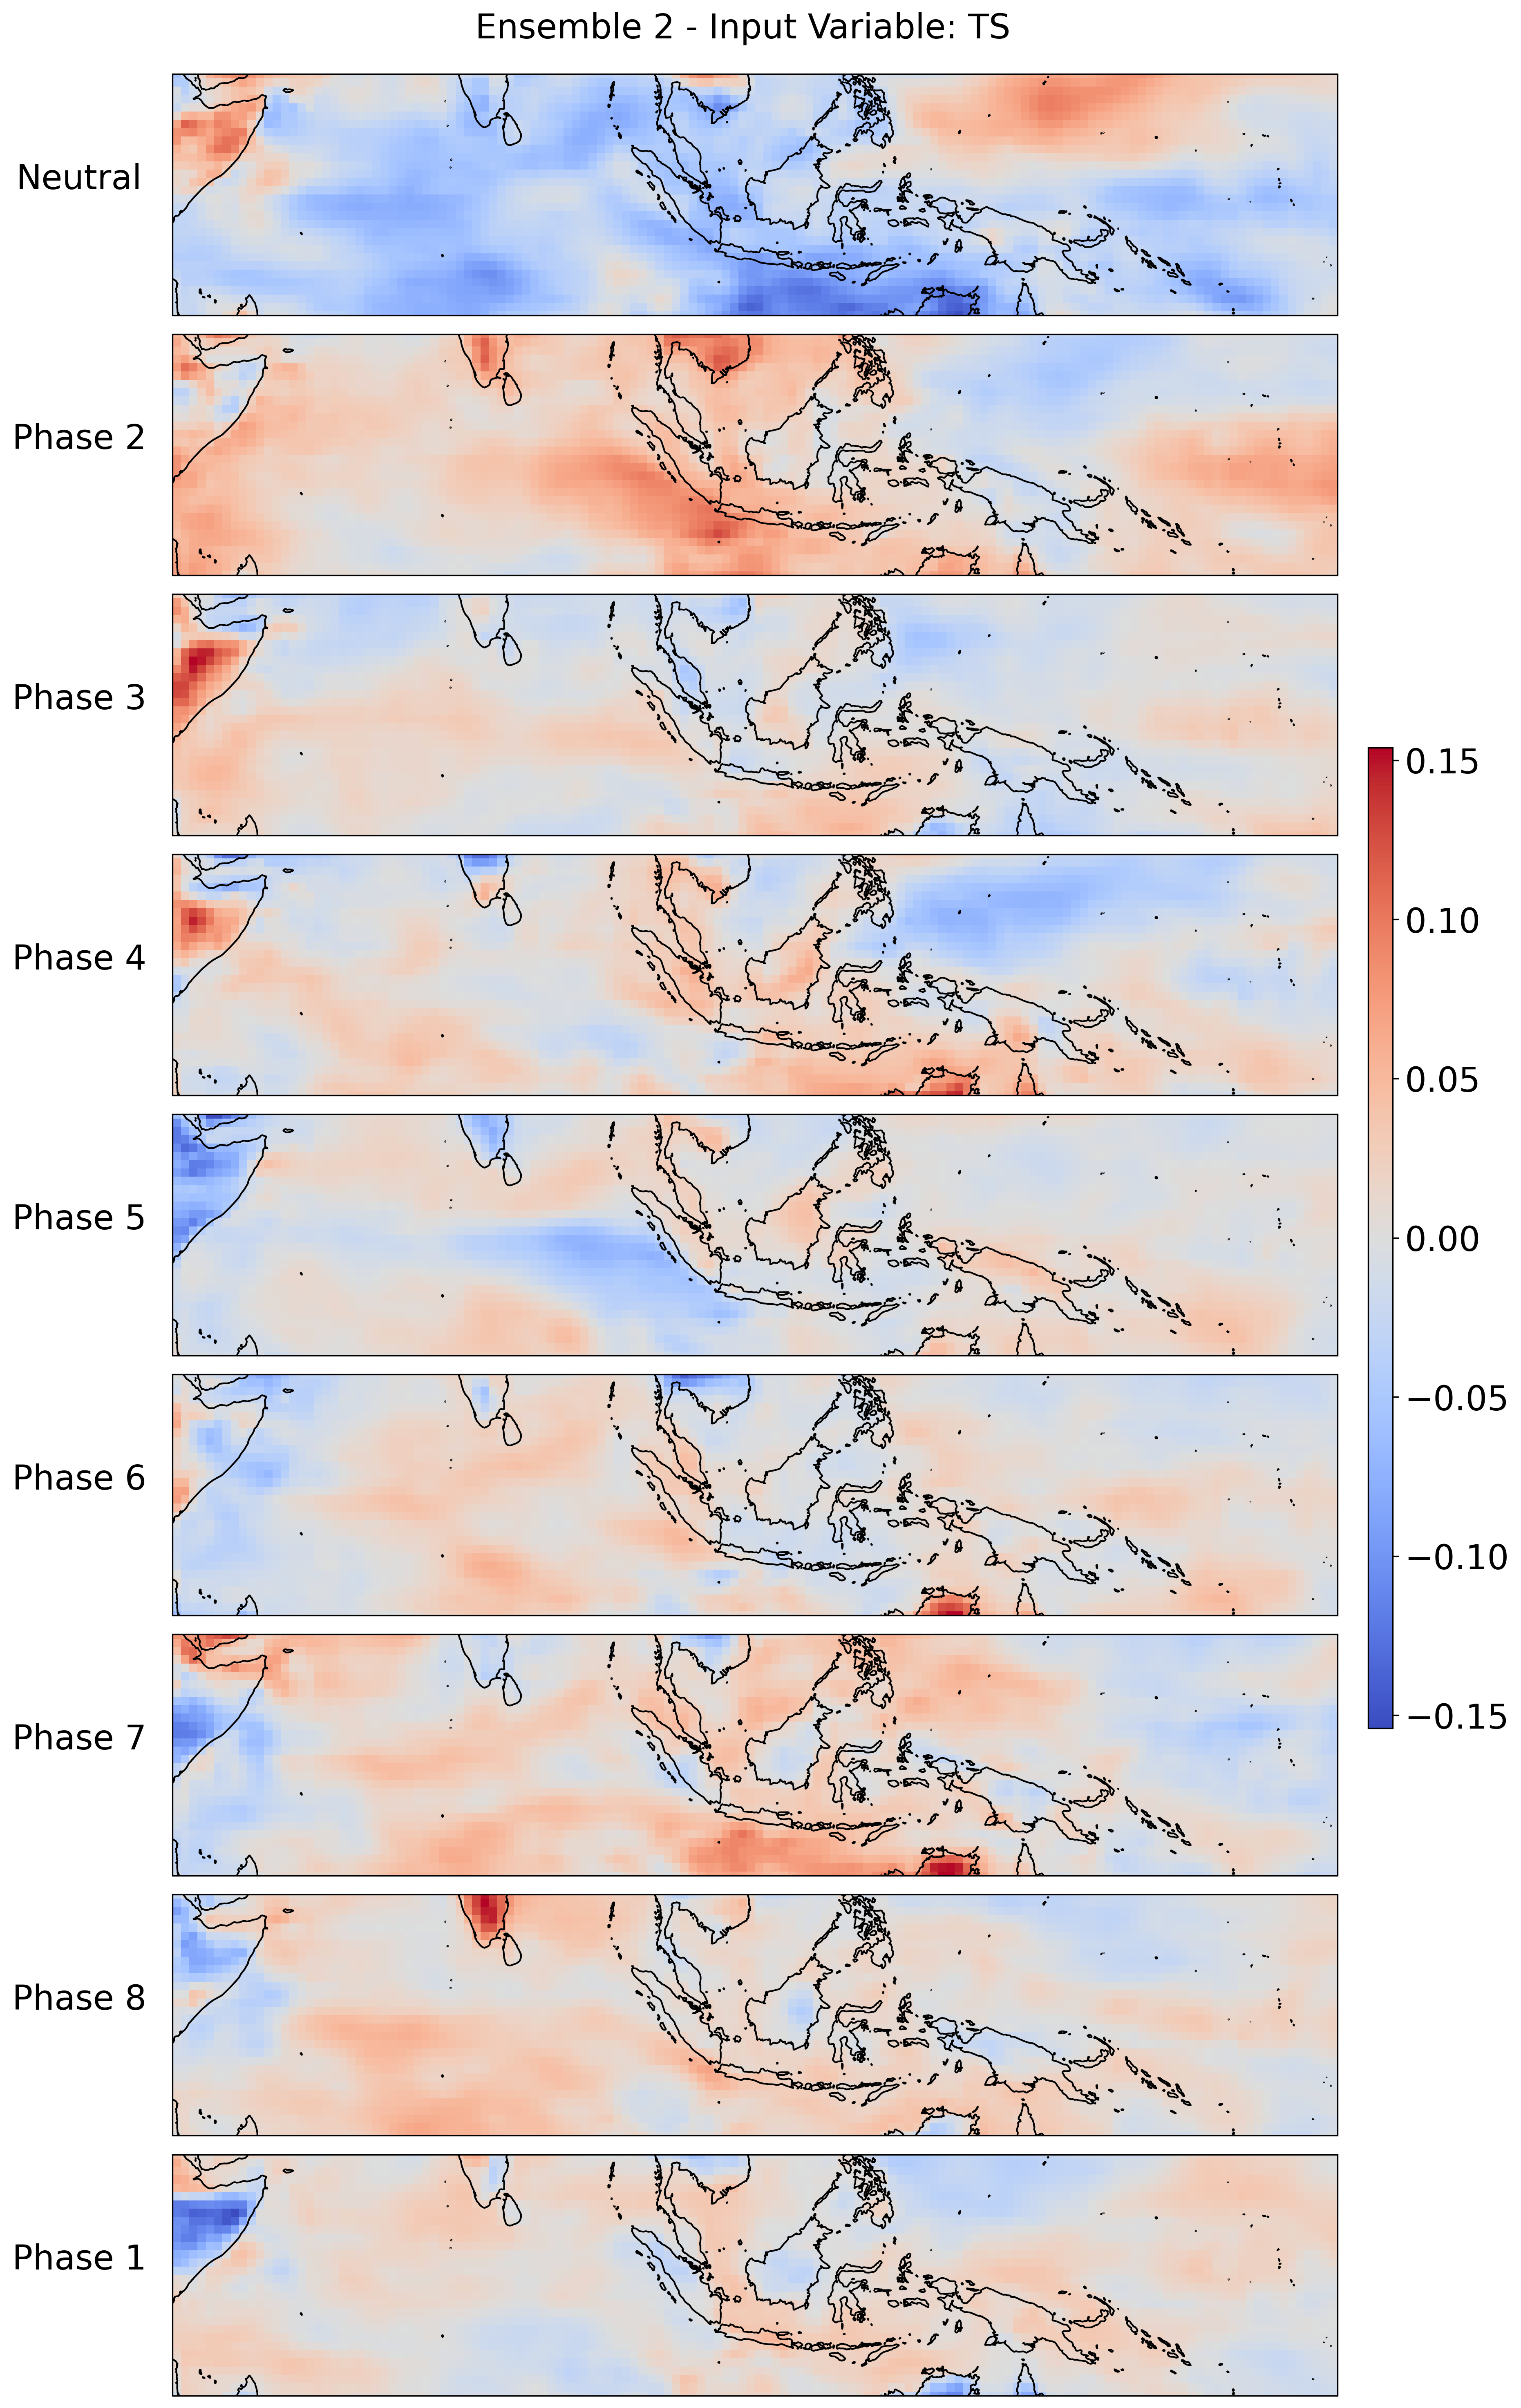 Ensemble 2 - Input Variable: TS
Neutral
Phase 2
Phase 3
Phase 4
Phase 5
Phase 6
Phase 7
Phase 8
Phase 1
0.15
0.10
0.05
0.00
−0.05
−0.10
−0.15